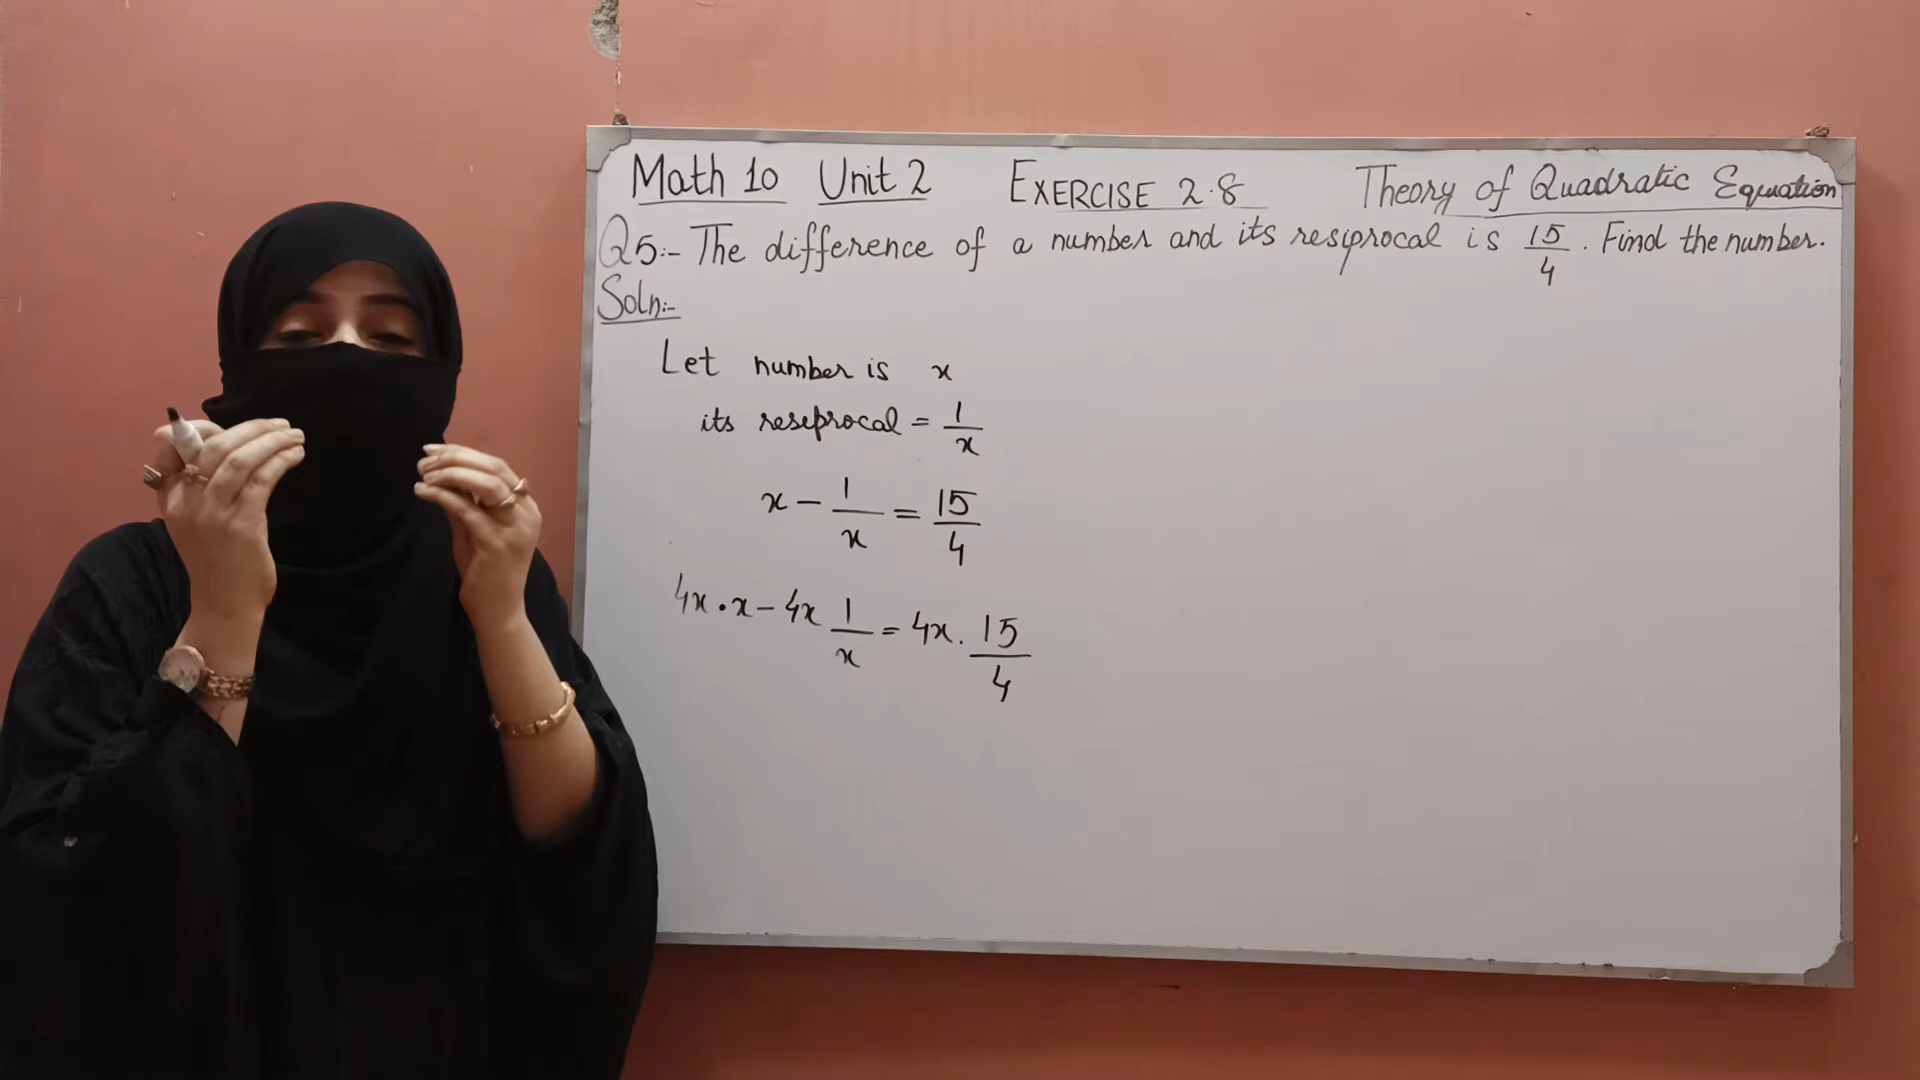 Math 10 Unit 2 EXERCISE 2.8 Theory of Quadratic Equation
Q5:- The difference of a number and its resiprocal is 15/4. Find the number.
Soln:-
Let number is x
its reseprocal = 1/x
x - 1/x = 15/4
4x • x - 4x 1/x = 4x . 15/4